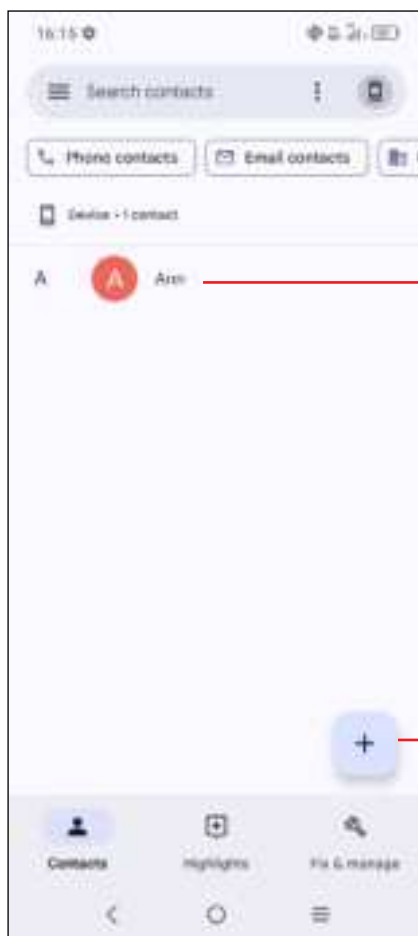 16:15
Search contacts
Phone contacts Email contacts
Device • 1 contact
A A Ann
Contacts Highlights Fix & manage